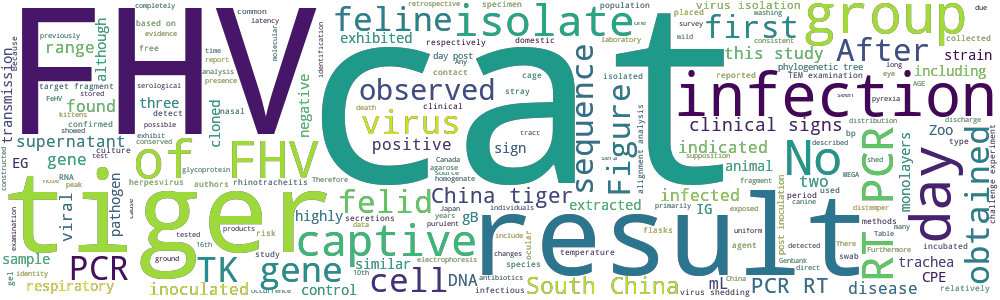 FHV cat
tiger result
infection
group
feline isolate first
captive
felid
gene cell
No day
RT PCR
obtained
of FHV
virus
observed
positive
sequence
Figure
After
this study
clinical signs
indicated
strain
including
virus isolation
range
although
found
three
transmission
exhibited
respectively
domestic
day post
contact
cage
stray
clinical
sign
tract
isolated
negative
cloned
nasal
detect
supernatant
gene
EG
viral
pathogen
PCR
TK gene
highly
similar
China tiger
extracted
infected
animal
two
monolayers
Zoo
type
gB
IG
flasks
sample
respiratory
inoculated
control
DNA
South China
mL
PCR RT
disease
trachea
CPE
swab
incubated
relatively
completely
previously
based on
evidence
free
common
latency
time
report
analysis
presence
molecular
identification
target fragment
stored
FeHV
kittens
confirmed
showed
serological
exhibit
possible
conserved
retrospective
specimen
population
placed
survey
wild
laboratory
consistent
phylogenetic tree
TEM examination
reported
pyrexia
due
collected
long
eye
AGE
death
Canada
agarose
source
homogenate
Japan
years
individuals
secretions
purulent
glycoprotein
herpesvirus
authors
rhinotracheitis
Therefore
supposition
alignment analysis
fragment
MEGA
distribution
shed
bp
discharge
challenge experiment
primarily
used
period
canine
distemper
methods
Table
many
Furthermore
post inoculation
detected
uniform
agent
There
direct
Genbank
virus shedding
China
antibiotics
infectious
temperature
changes
include
species
ocular
electrophoresis
data
16th
10th
risk
products
tested
ground
study
occurrence
constructed
examination
RNA
nose
peak
test
culture
gel
identity
Because
exposed